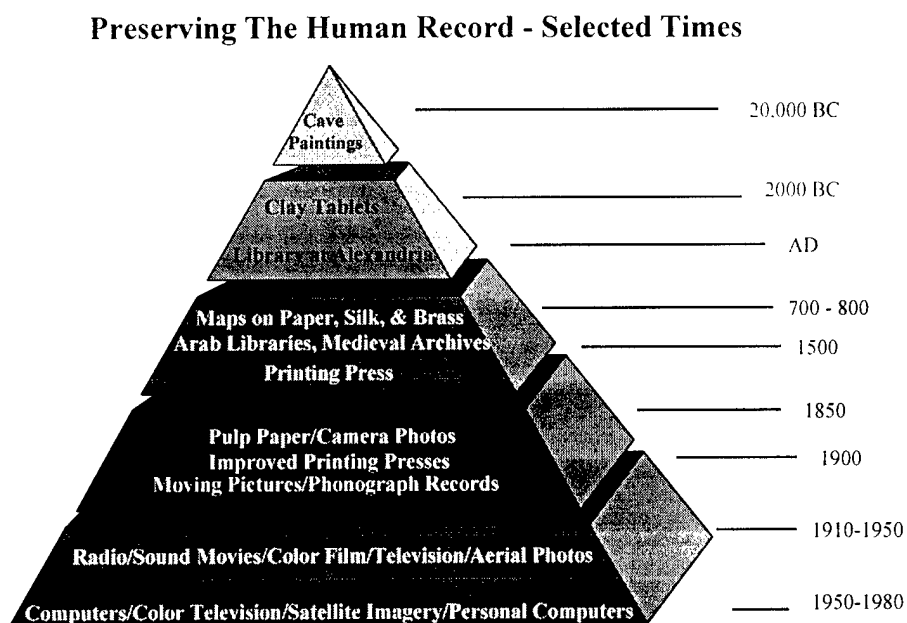 Preserving The Human Record - Selected Times
Cave
Paintings
20,000 BC
Clay Tablets
2000 BC
Library at Alexandria
AD
Maps on Paper, Silk, & Brass
700 - 800
Arab Libraries, Medieval Archives
1500
Printing Press
Pulp Paper/Camera Photos
1850
Improved Printing Presses
1900
Moving Pictures/Phonograph Records
Radio/Sound Movies/Color Film/Television/Aerial Photos
1910-1950
Computers/Color Television/Satellite Imagery/Personal Computers
1950-1980